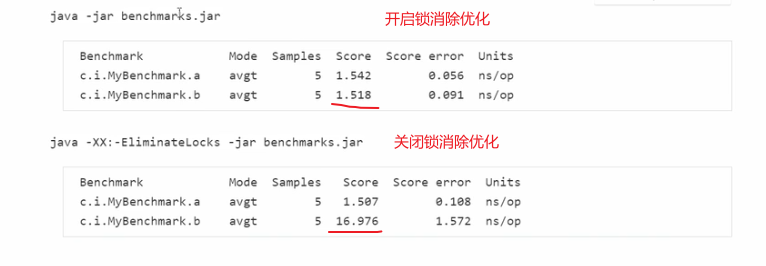 java -jar benchmarks.jar 开启锁消除优化
Benchmark Mode Samples Score Score error Units
c.i.MyBenchmark.a avgt 5 1.542 0.056 ns/op
c.i.MyBenchmark.b avgt 5 1.518 0.091 ns/op
java -XX:-EliminateLocks -jar benchmarks.jar 关闭锁消除优化
Benchmark Mode Samples Score Score error Units
c.i.MyBenchmark.a avgt 5 1.507 0.108 ns/op
c.i.MyBenchmark.b avgt 5 16.976 1.572 ns/op